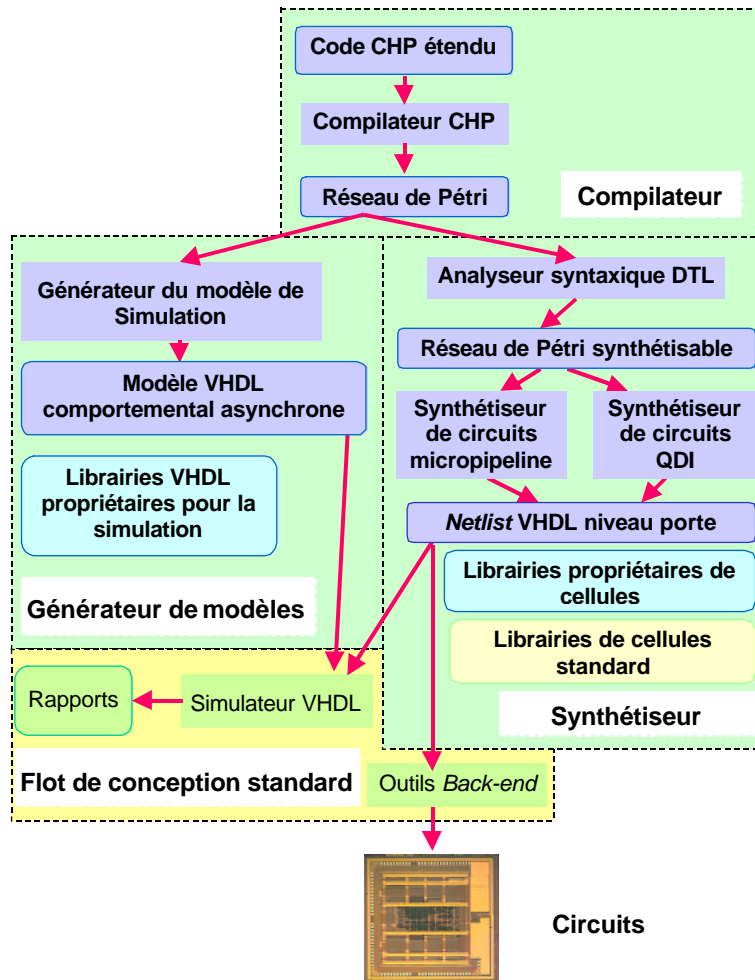 Code CHP étendu
Compilateur CHP
Réseau de Pétri
Compilateur
Générateur du modèle de
Simulation
Modèle VHDL
comportemental asynchrone
Librairies VHDL
propriétaires pour la
simulation
Générateur de modèles
Analyseur syntaxique DTL
Réseau de Pétri synthétisable
Synthétiseur
de circuits
micropipeline
Synthétiseur
de circuits
QDI
Netlist VHDL niveau porte
Librairies propriétaires de
cellules
Librairies de cellules
standard
Synthétiseur
Rapports
Simulateur VHDL
Flot de conception standard
Outils Back-end
Circuits